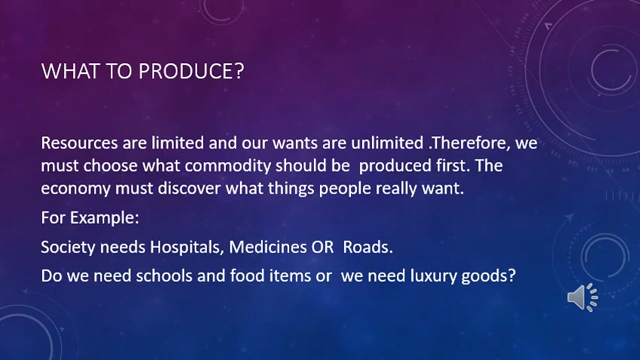 WHAT TO PRODUCE?
Resources are limited and our wants are unlimited .Therefore, we
must choose what commodity should be  produced first. The
economy must discover what things people really want.
For Example:
Society needs Hospitals, Medicines OR  Roads.
Do we need schools and food items or  we need luxury goods?